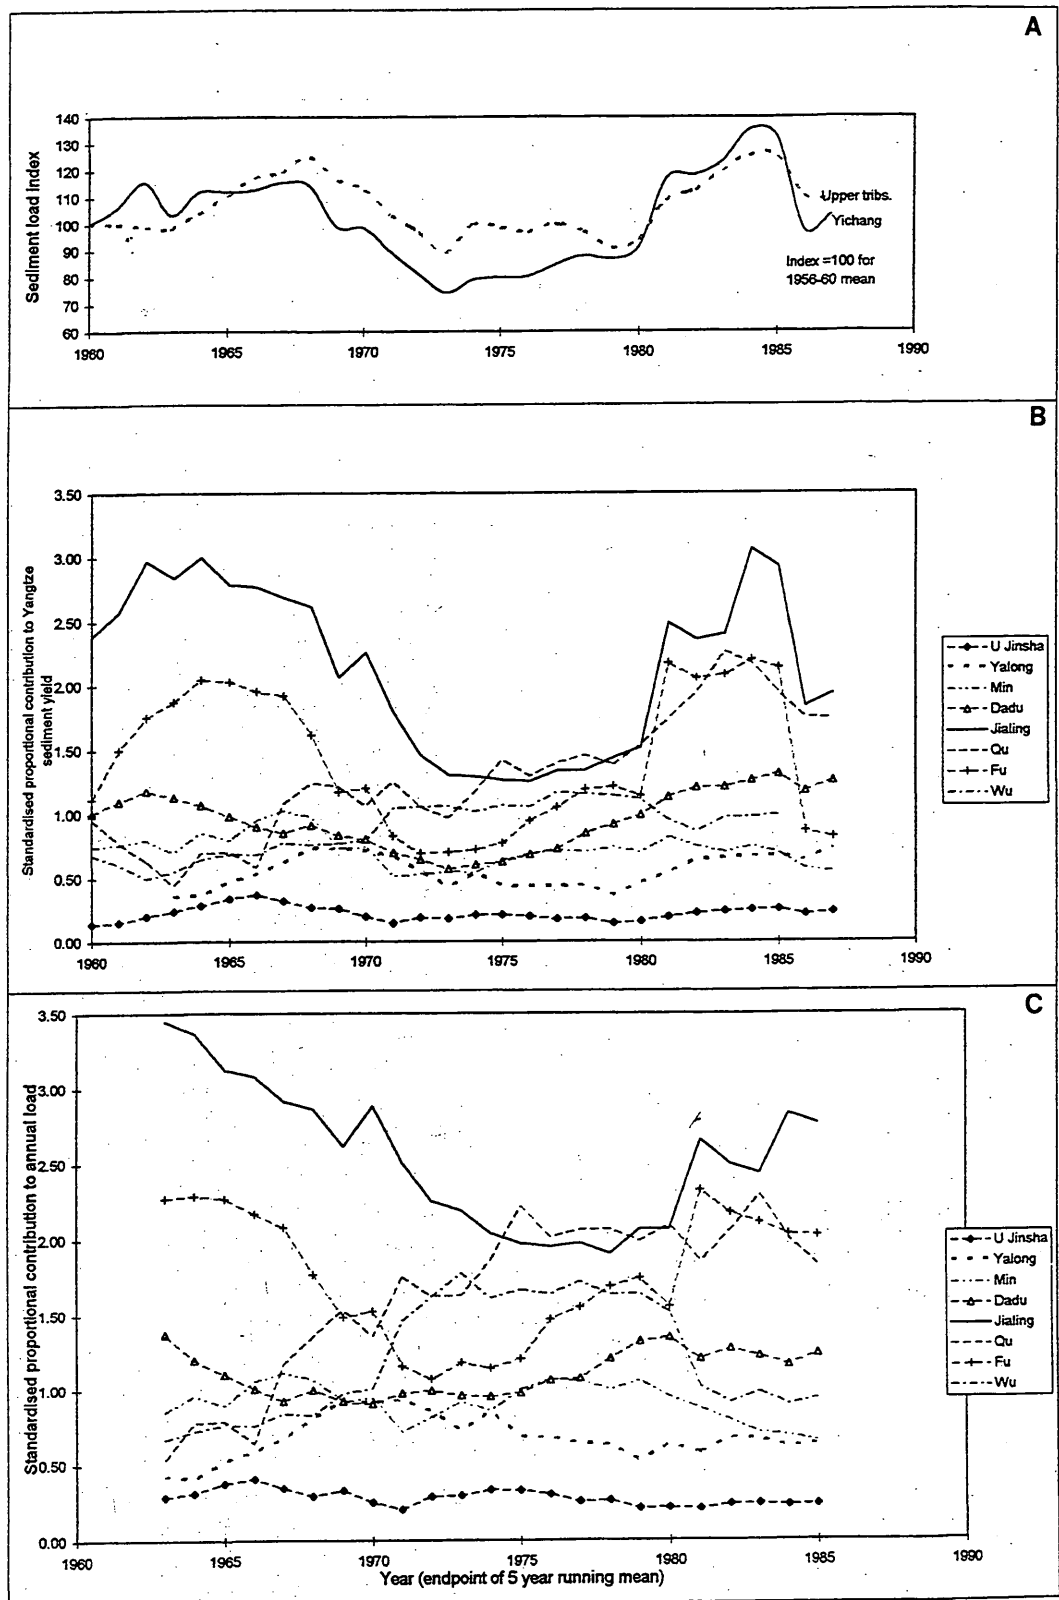 A
Sediment load index
140
130
120
110
100
90
80
70
60
1960
1965
1970
1975
1980
1985
1990
Upper tribs.
Yichang
Index =100 for
1956-60 mean
B
Standardised proportional contribution to Yangtze
sediment yield
3.50
3.00
2.50
2.00
1.50
1.00
0.50
0.00
1960
1965
1970
1975
1980
1985
1990
U Jinsha
Yalong
Min
Dadu
Jialing
Qu
Fu
Wu
C
Standardised proportional contribution to annual load
3.50
3.00
2.50
2.00
1.50
1.00
0.50
0.00
1960
1965
1970
1975
1980
1985
1990
Year (endpoint of 5 year running mean)
U Jinsha
Yalong
Min
Dadu
Jialing
Qu
Fu
Wu